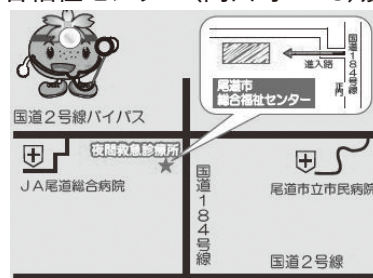 国道184号線
進入路
正門
尾道市
総合福祉センター
国道2号線バイパス
夜間救急診療所
JA尾道総合病院
国道184号線
尾道市立市民病院
国道2号線